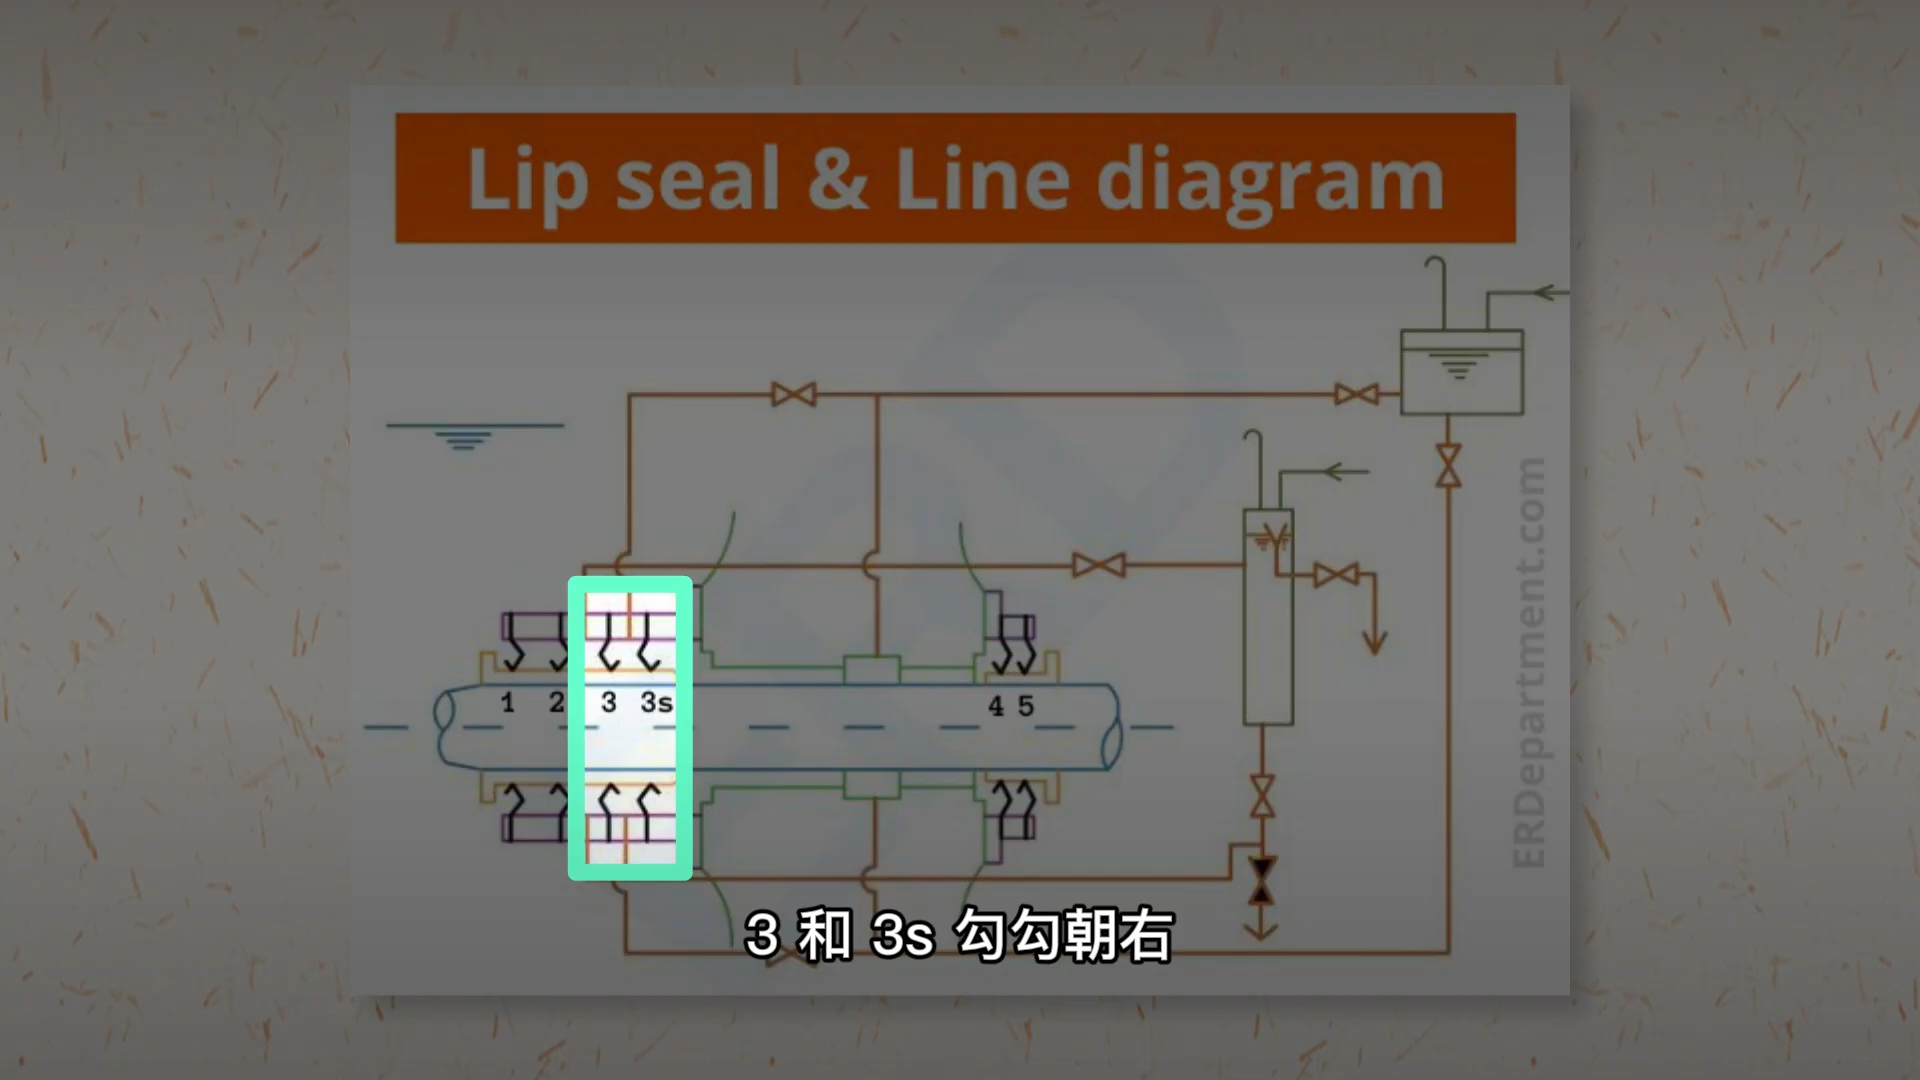 Lip seal & Line diagram
1 2 3 3s 4 5
ERDepartment.com
3 和 3s 勾勾朝右